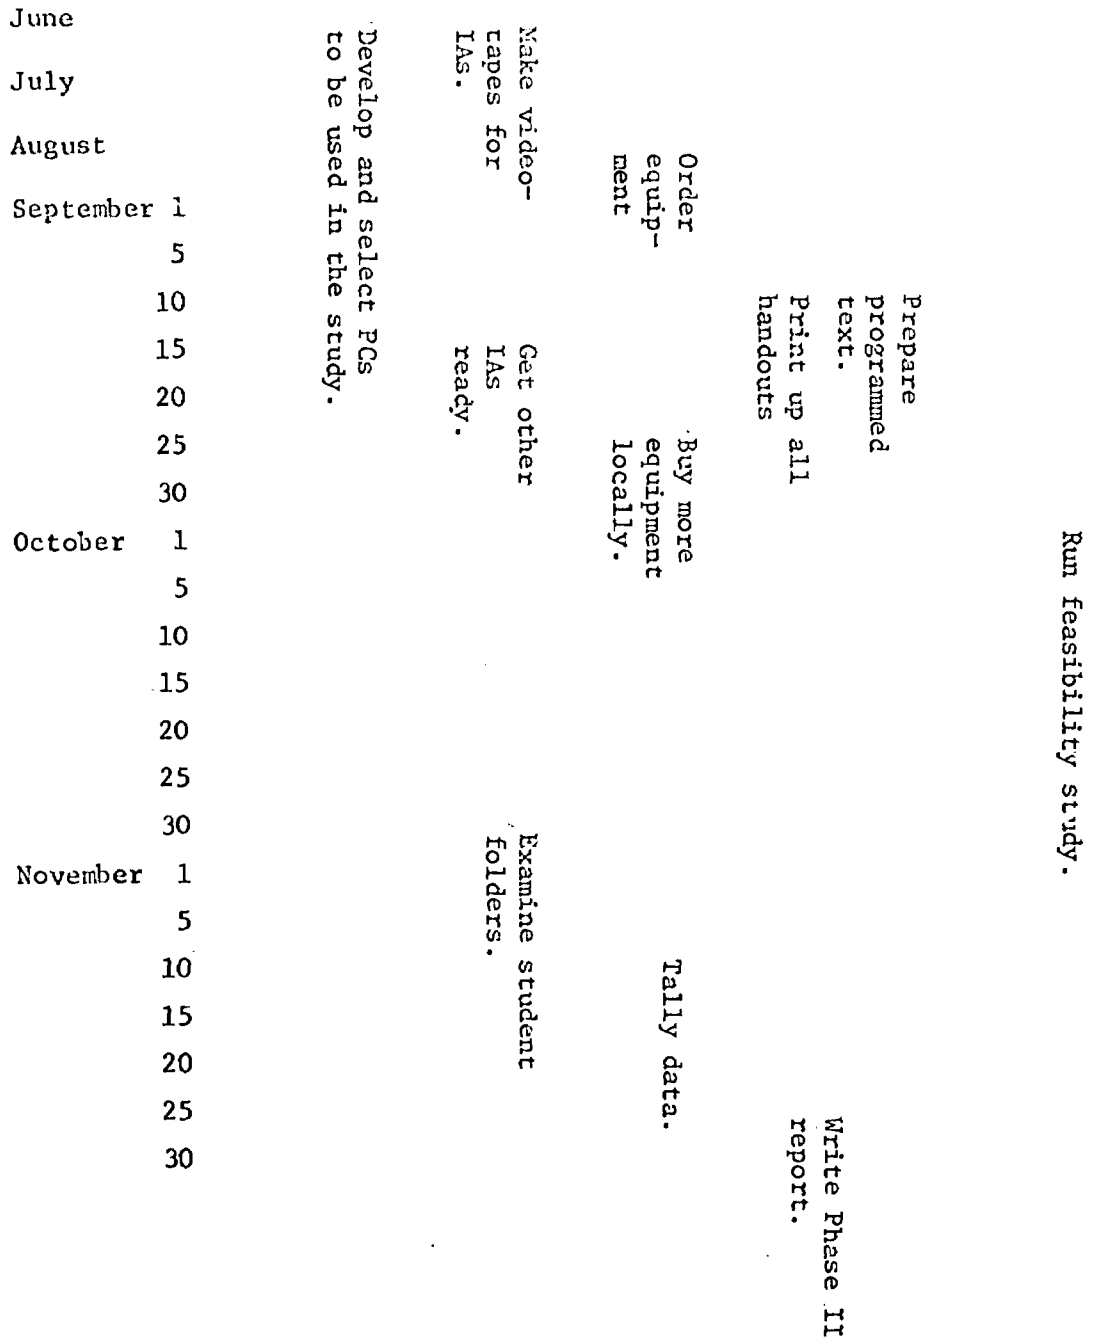 June
July
August
September 1
5
10
15
20
25
30
October 1
5
10
15
20
25
30
November 1
5
10
15
20
25
30
Develop and select PGs
to be used in the study.
Make video-
tapes for
IAs.
Get other
IAs
ready.
Examine student
folders.
Order
equip-
ment
Buy more
equipment
locally.
Tally data.
Prepare
programmed
text.
Print up all
handouts
Write Phase II
report.
Run feasibility study.